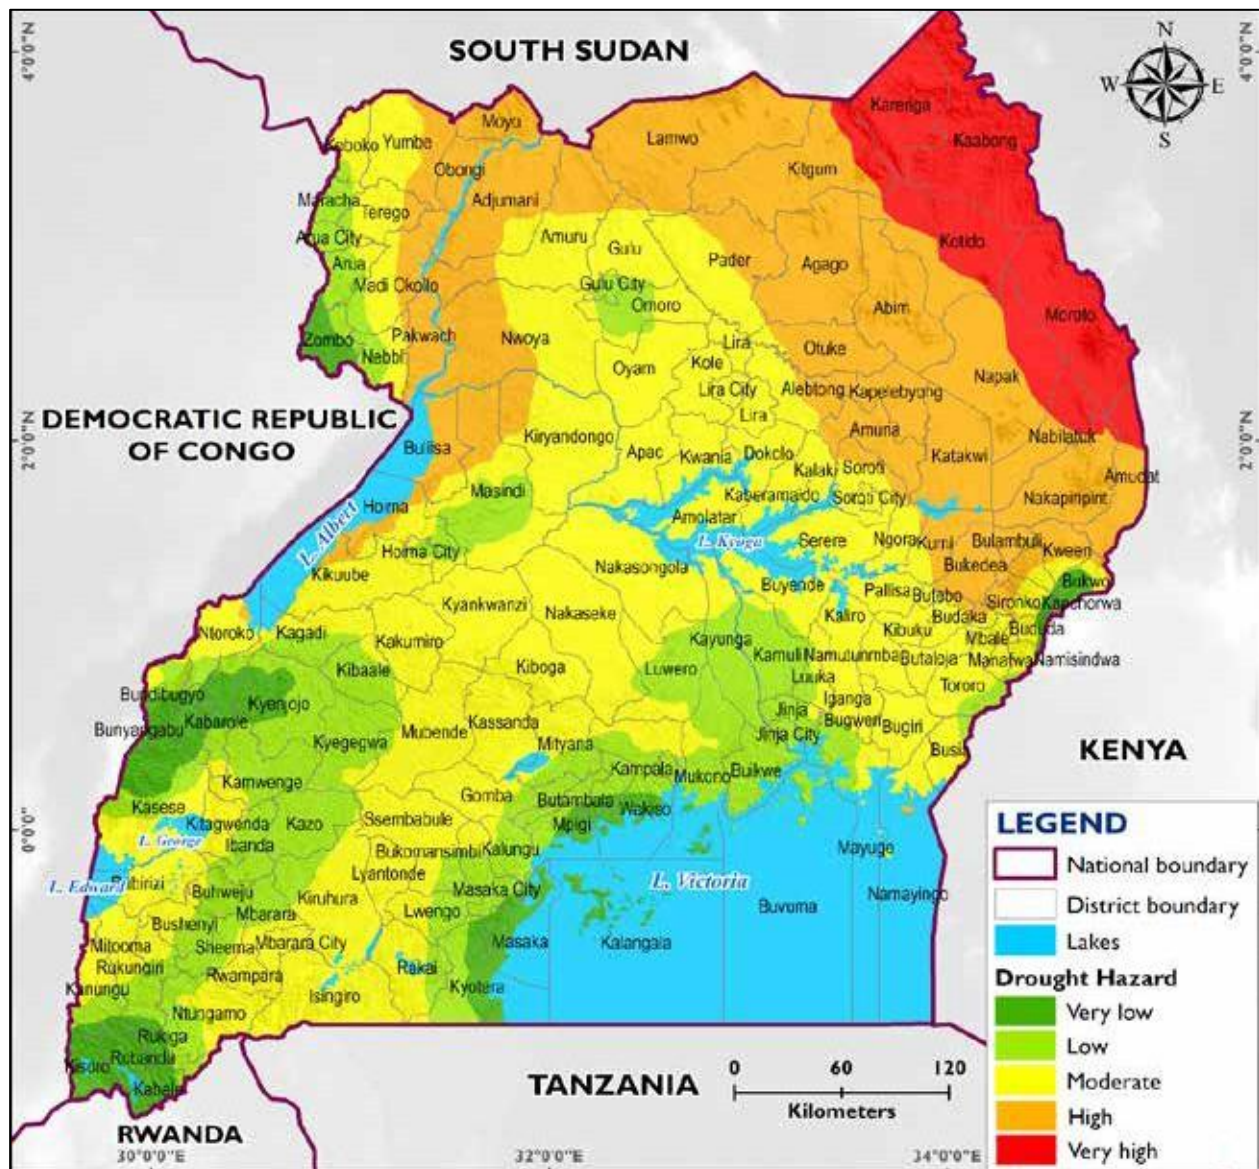 4°0'0"N
SOUTH SUDAN
N
4°0'0"N
W
E
S
Karenga
Moyo
Koboko
Yumbe
Lamwo
Kaabong
Obongi
Kitgum
Maracha
Terego
Adjumani
Arua City
Amuru
Gulu
Kotido
Arua
Pader
Agago
Madi Okollo
Gulu City
Omoro
Abim
Moroto
Zombo
Pakwach
Nwoya
Lira
Otuke
Nebbi
Oyam
Kole
Napak
Lira City
Alebtong
Kapelebyong
DEMOCRATIC REPUBLIC
OF CONGO
2°0'0"N
Lira
Amuria
Nabilatuk
2°0'0"N
Buliisa
Kiryandongo
Apac
Kwania
Dokolo
Katakwi
Kalaki
Soroti
Amudat
Masindi
Kaberamaido
Soroti City
Nakapiripirit
Hoima
L. Albert
Amolatar
L. Kyoga
Serere
Ngora
Kumi
Bulambuli
Kween
Hoima City
Bukedea
Kikuube
Nakasongola
Buyende
Pallisa
Butebo
Bukwo
Sironko
Kapchorwa
Kyankwanzi
Nakaseke
Kaliro
Budaka
Bududa
Ntoroko
Kagadi
Kakumiro
Kayunga
Kibuku
Mbale
Kibaale
Kiboga
Luwero
Kamuli
Namutumba
Butaleja
Manafwa
Namisindwa
Luuka
Bundibugyo
Kyenjojo
Iganga
Tororo
Bunyangabu
Kabarole
Kassanda
Jinja
Bugweri
Bugiri
Kyegegwa
Mubende
Mityana
Jinja City
Busia
KENYA
Kampala
Mukono
Buikwe
Kamwenge
Gomba
Butambala
Wakiso
Kasese
Kitagwenda
Kazo
Ssembabule
Mpigi
0°0'0"
L. George
Ibanda
Bukomansimbi
Kalungu
Mayuge
Lyantonde
L. Edward
Rubirizi
Buhweju
Kiruhura
Masaka City
L. Victoria
Buvuma
Namayingo
Mbarara
Lwengo
Bushenyi
Mitooma
Sheema
Mbarara City
Masaka
Kalangala
Rukungiri
Rwampara
Rakai
Kanungu
Isingiro
Kyotera
Ntungamo
Rukiga
Rubanda
Kisoro
Kabale
LEGEND
National boundary
District boundary
Lakes
Drought Hazard
Very low
Low
Moderate
High
Very high
TANZANIA
0
60
120
Kilometers
RWANDA
30°0'0"E
32°0'0"E
34°0'0"E